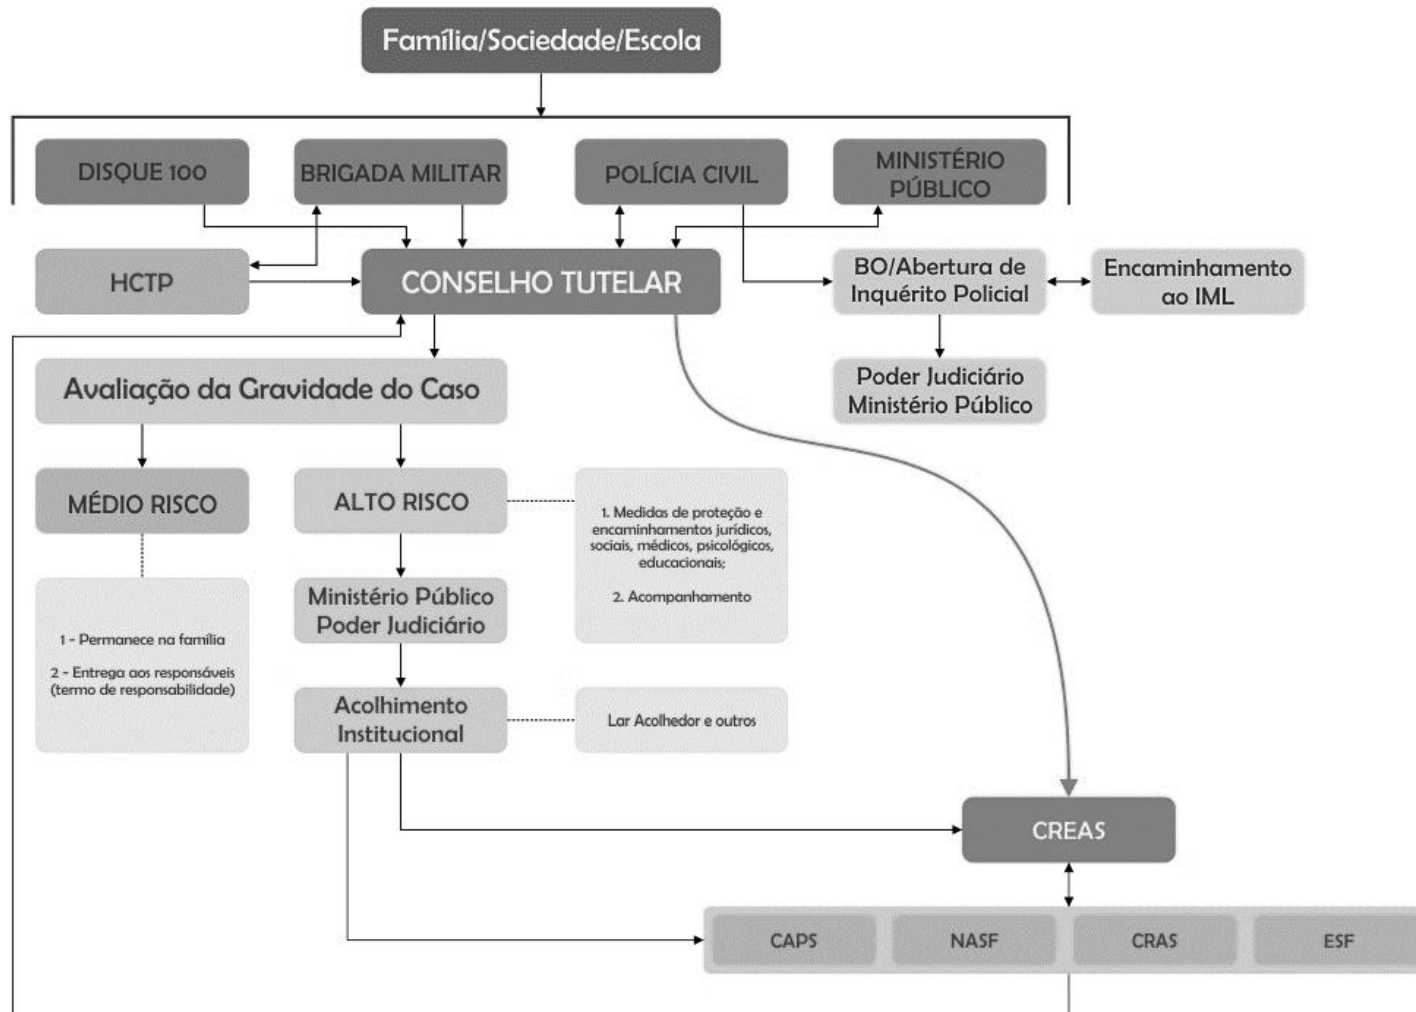 Família/Sociedade/Escola
DISQUE 100
BRIGADA MILITAR
POLÍCIA CIVIL
MINISTÉRIO
PÚBLICO
HCTP
CONSELHO TUTELAR
BO/Abertura de
Inquérito Policial
Encaminhamento
ao IML
Avaliação da Gravidade do Caso
Poder Judiciário
Ministério Público
MÉDIO RISCO
ALTO RISCO
1. Medidas de proteção e
encaminhamentos jurídicos,
sociais, médicos, psicológicos,
educacionais;
2. Acompanhamento
1 - Permanece na família
2 - Entrega aos responsáveis
(termo de responsabilidade)
Ministério Público
Poder Judiciário
Acolhimento
Institucional
Lar Acolhedor e outros
CREAS
CAPS
NASF
CRAS
ESF